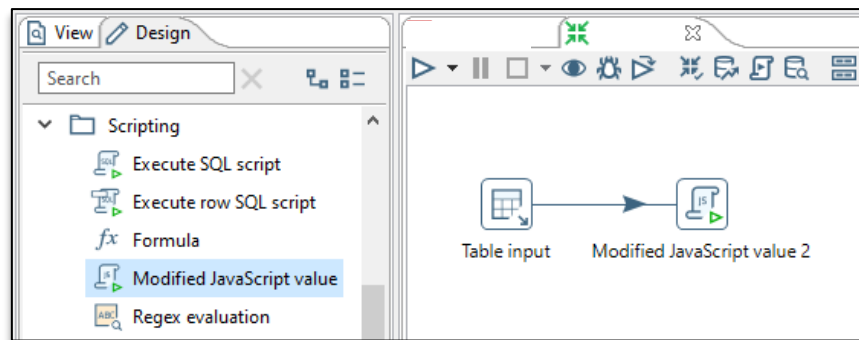 View Design
Search
Scripting
Execute SQL script
Execute row SQL script
Formula
Modified JavaScript value
Regex evaluation
Table input
Modified JavaScript value 2